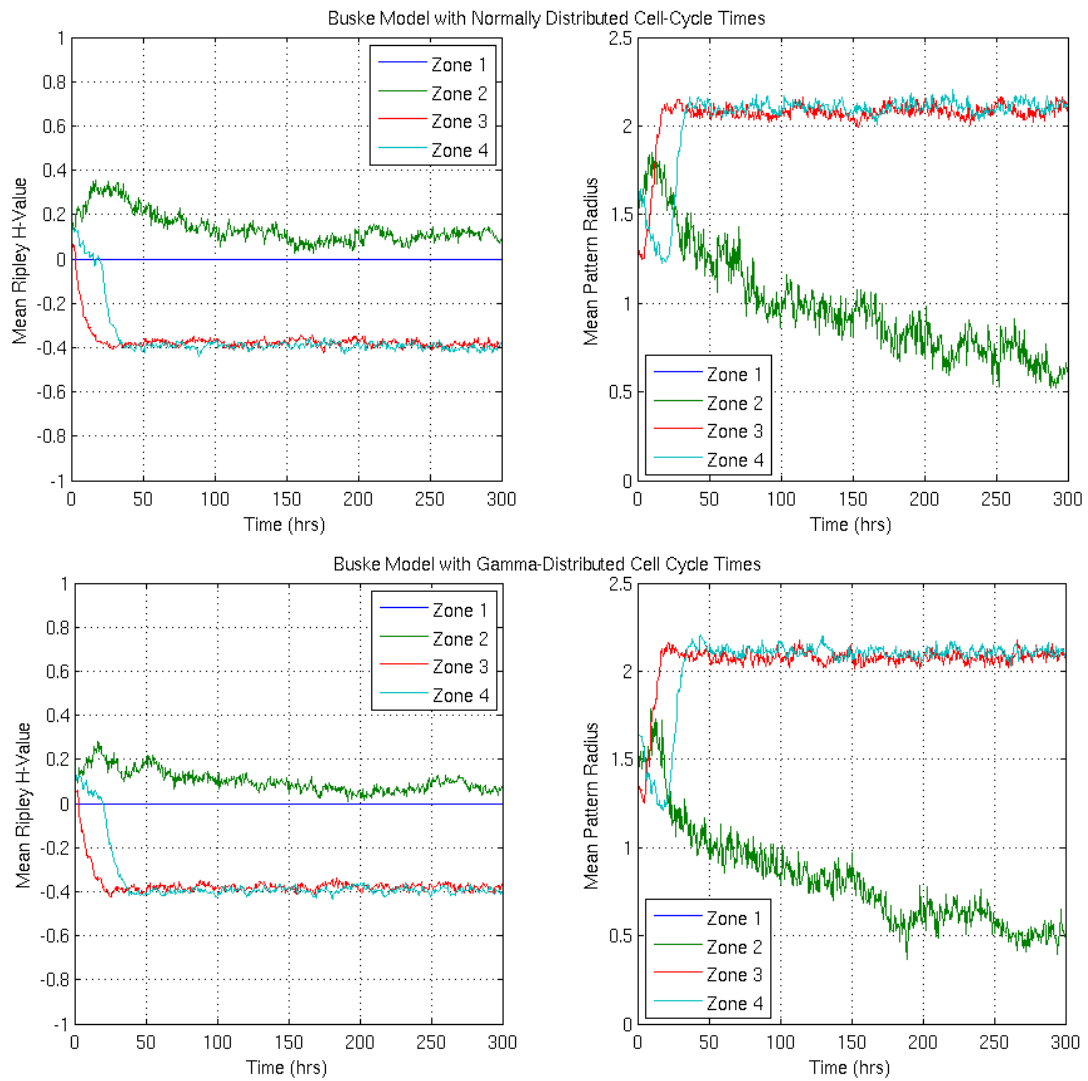 Buske Model with Normally Distributed Cell-Cycle Times
1
0.8
0.6
0.4
0.2
0
-0.2
-0.4
-0.6
-0.8
-1
Mean Ripley H-Value
Zone 1
Zone 2
Zone 3
Zone 4
0 50 100 150 200 250 300
Time (hrs)
2.5
2
1.5
1
0.5
0
Mean Pattern Radius
Zone 1
Zone 2
Zone 3
Zone 4
0 50 100 150 200 250 300
Time (hrs)
Buske Model with Gamma-Distributed Cell Cycle Times
1
0.8
0.6
0.4
0.2
0
-0.2
-0.4
-0.6
-0.8
-1
Mean Ripley H-Value
Zone 1
Zone 2
Zone 3
Zone 4
0 50 100 150 200 250 300
Time (hrs)
2.5
2
1.5
1
0.5
0
Mean Pattern Radius
Zone 1
Zone 2
Zone 3
Zone 4
0 50 100 150 200 250 300
Time (hrs)